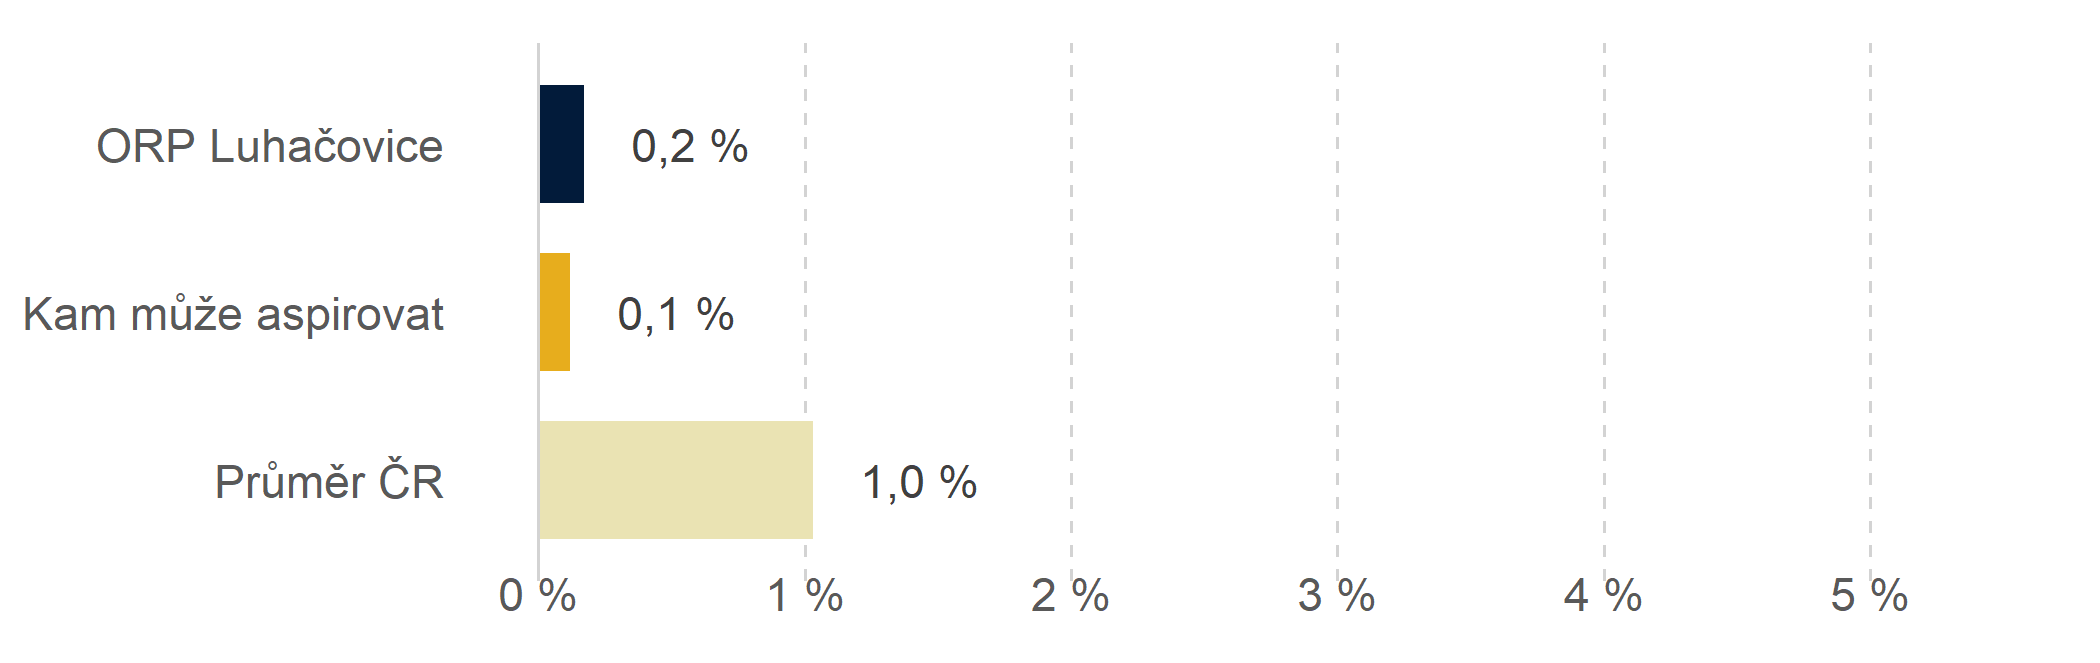 ORP Luhačovice
0,2 %
Kam může aspirovat
0,1 %
Průměr ČR
1,0 %
0 % 1 % 2 % 3 % 4 % 5 %